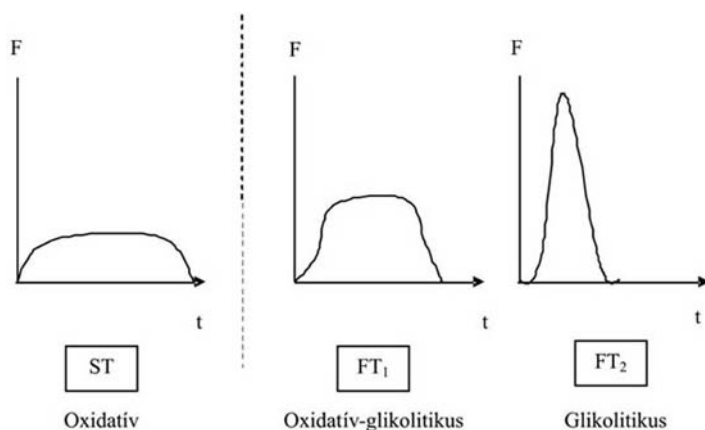 F
F
F
t
t
t
ST
FT₁
FT₂
Oxidatív
Oxidatív-glikolitikus
Glikolitikus